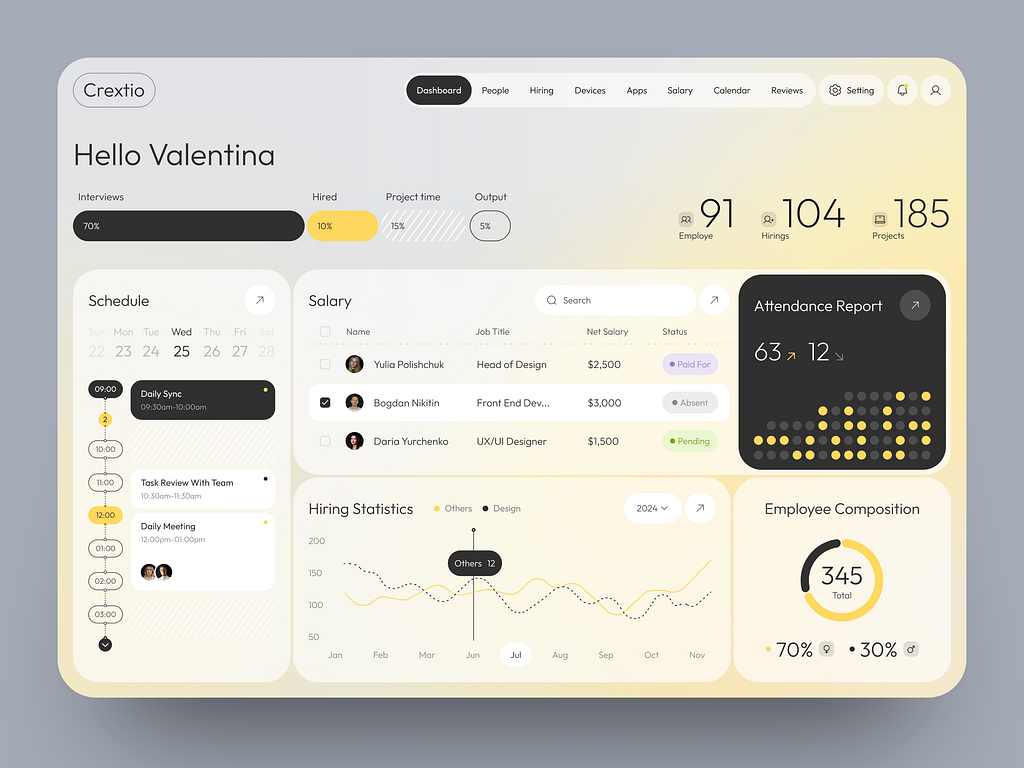 Crextio
Dashboard People Hiring Devices Apps Salary Calendar Reviews Setting
Hello Valentina
Interviews Hired Project time Output
70% 10% 15% 5%
91 104 185
Employe Hirings Projects
Schedule
Sun Mon Tue Wed Thu Fri Sat
22 23 24 25 26 27 28
09:00
2
10:00
11:00
12:00
01:00
02:00
03:00
Daily Sync
09:30am-10:00am
Task Review With Team
10:30am-11:30am
Daily Meeting
12:00pm-01:00pm
Salary
Search
Name Job Title Net Salary Status
Yulia Polishchuk Head of Design $2,500 Paid For
Bogdan Nikitin Front End Dev... $3,000 Absent
Daria Yurchenko UX/UI Designer $1,500 Pending
Attendance Report
63 12
Hiring Statistics
Others Design
2024
200
150
100
50
Others 12
Jan Feb Mar Jun Jul Aug Sep Oct Nov
Employee Composition
345
Total
70% 30%